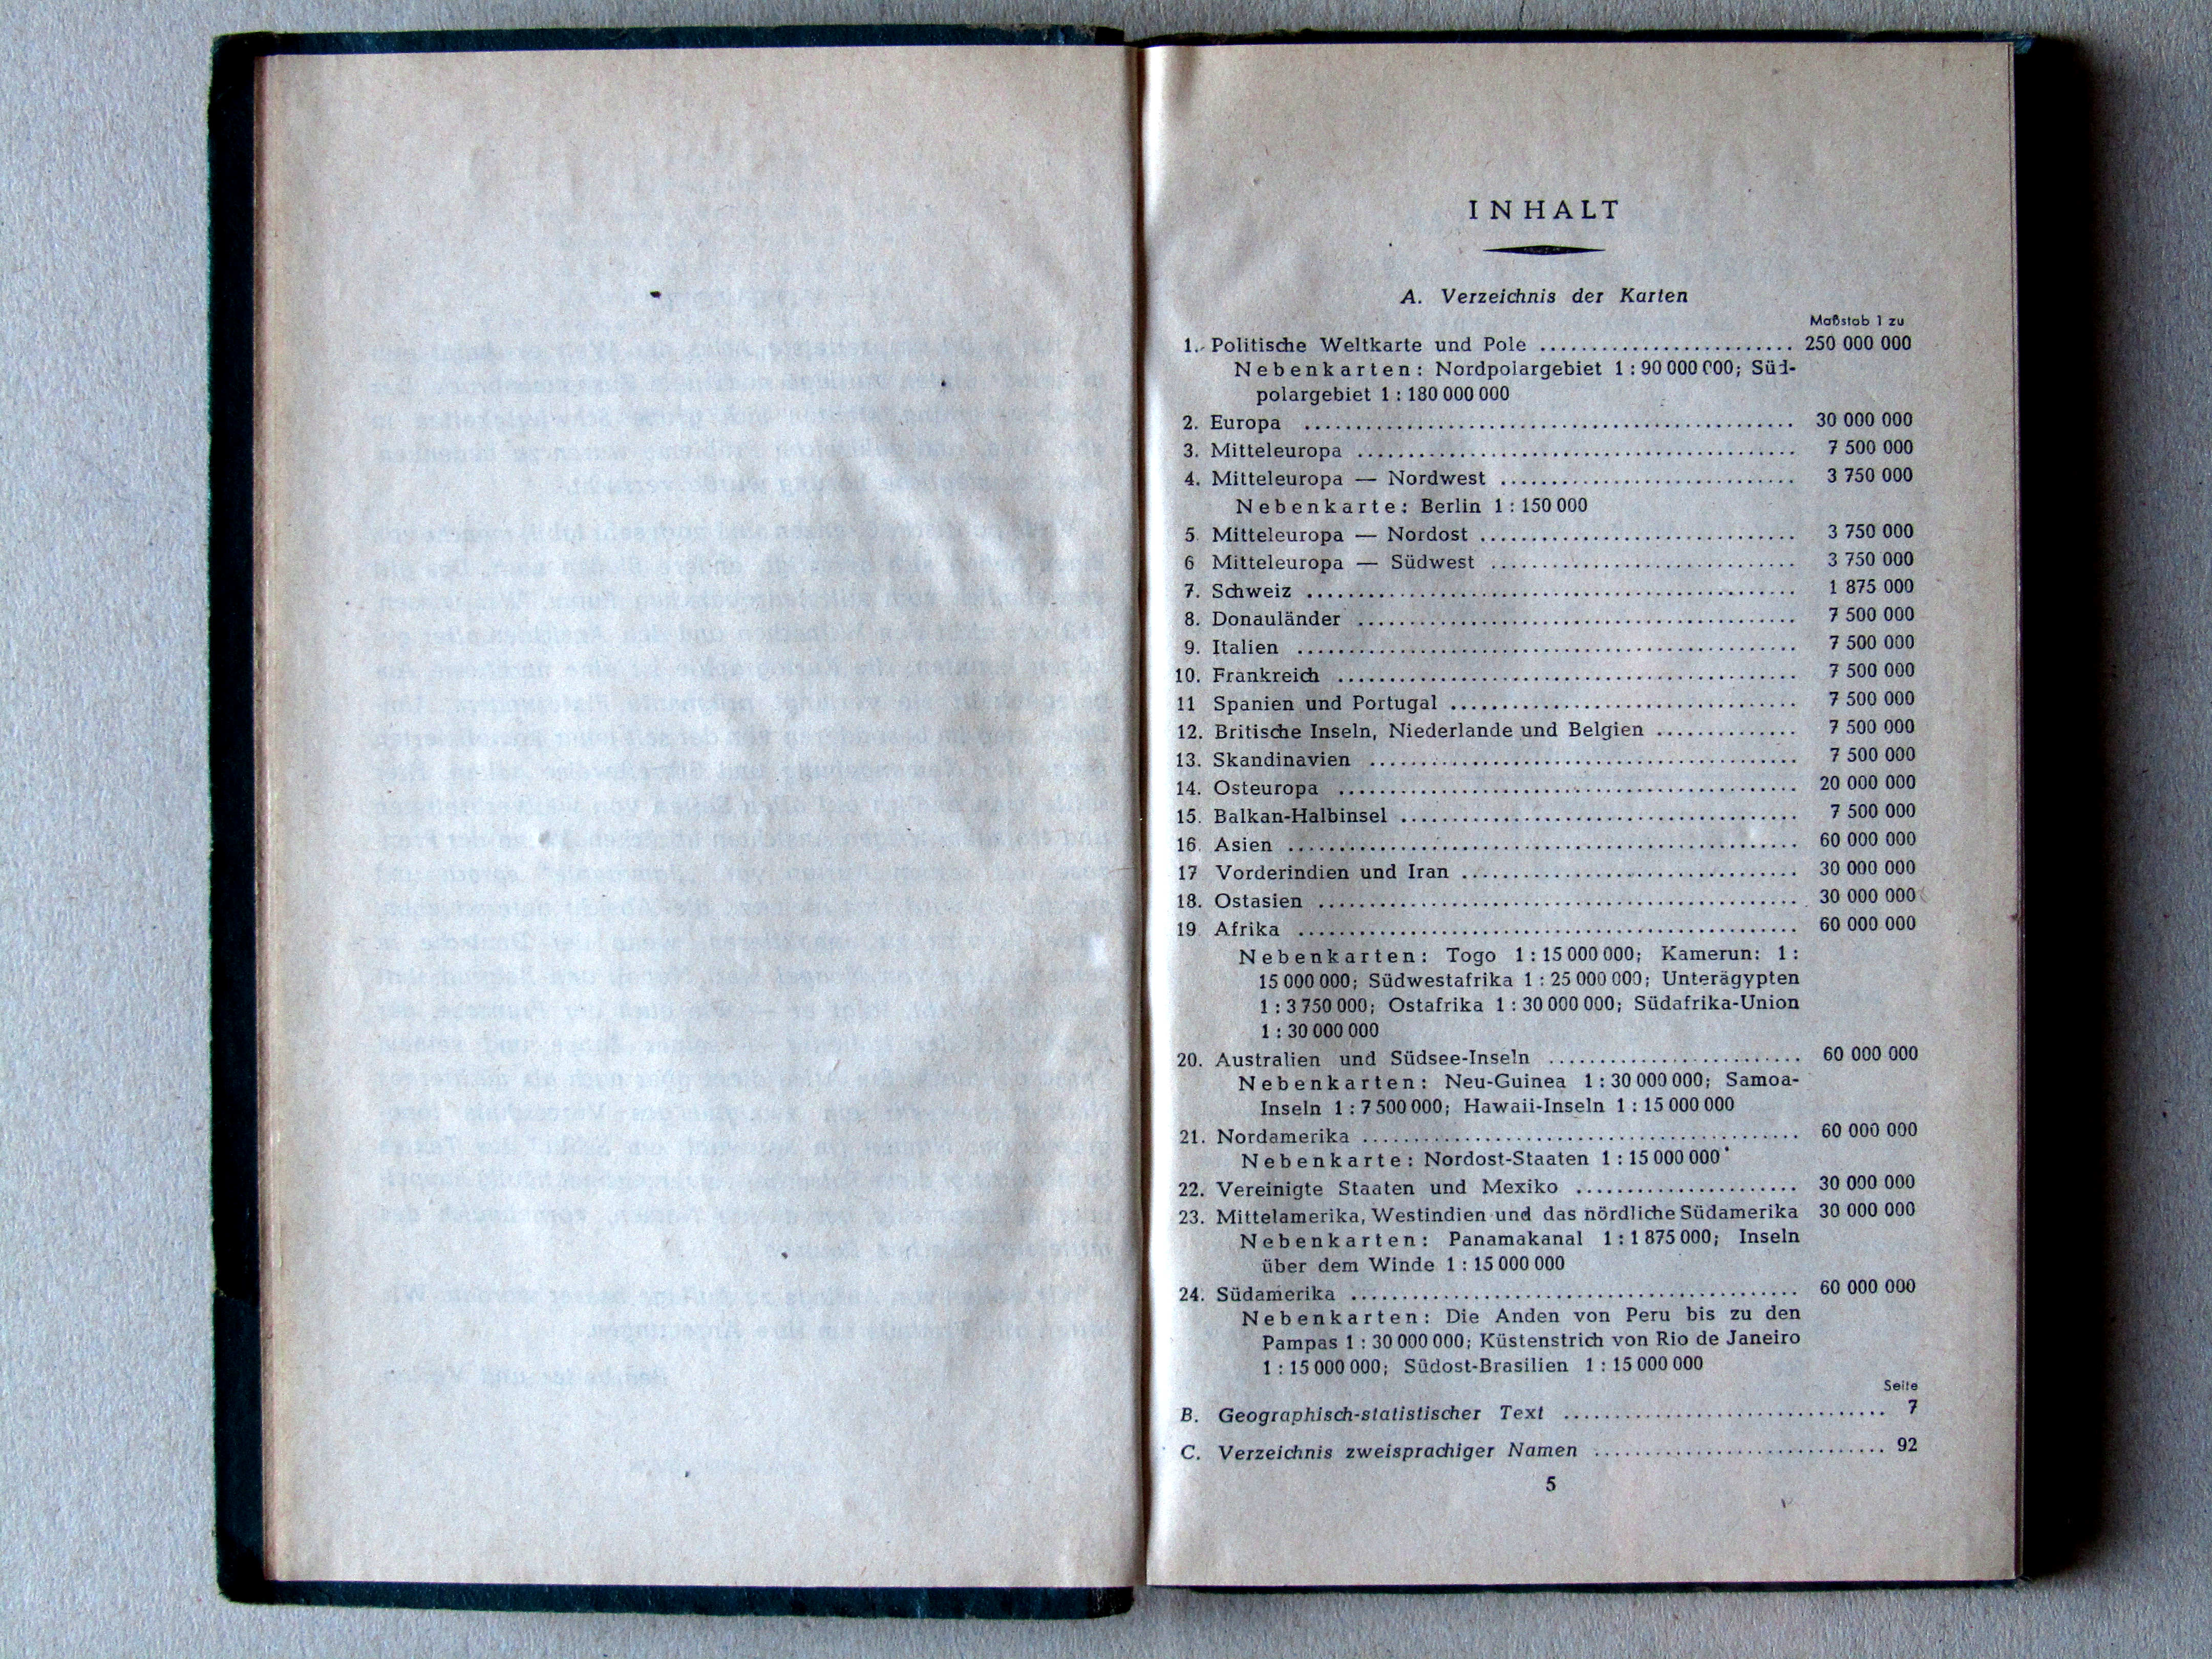 INHALT
A. Verzeichnis der Karten
Maßstab 1 zu
1. Politische Weltkarte und Pole ........................ 250 000 000
Nebenkarten: Nordpolargebiet 1 : 90 000 000; Süd-
polargebiet 1 : 180 000 000
2. Europa ................................................ 30 000 000
3. Mitteleuropa ........................................... 7 500 000
4. Mitteleuropa — Nordwest ............................. 3 750 000
Nebenkarte: Berlin 1 : 150 000
5. Mitteleuropa — Nordost ............................... 3 750 000
6 Mitteleuropa — Südwest .............................. 3 750 000
7. Schweiz ................................................ 1 875 000
8. Donauländer ........................................... 7 500 000
9. Italien ................................................. 7 500 000
10. Frankreich ............................................. 7 500 000
11 Spanien und Portugal .................................. 7 500 000
12. Britische Inseln, Niederlande und Belgien .............. 7 500 000
13. Skandinavien .......................................... 7 500 000
14. Osteuropa ............................................. 20 000 000
15. Balkan-Halbinsel ....................................... 7 500 000
16. Asien .................................................. 60 000 000
17 Vorderindien und Iran ................................. 30 000 000
18. Ostasien ............................................... 30 000 000
19. Afrika ................................................. 60 000 000
Nebenkarten: Togo 1 : 15 000 000; Kamerun: 1 :
15 000 000; Südwestafrika 1 : 25 000 000; Unterägypten
1 : 3 750 000; Ostafrika 1 : 30 000 000; Südafrika-Union
1 : 30 000 000
20. Australien und Südsee-Inseln ........................ 60 000 000
Nebenkarten: Neu-Guinea 1 : 30 000 000; Samoa-
Inseln 1 : 7 500 000; Hawaii-Inseln 1 : 15 000 000
21. Nordamerika .......................................... 60 000 000
Nebenkarte: Nordost-Staaten 1 : 15 000 000
22. Vereinigte Staaten und Mexiko ...................... 30 000 000
23. Mittelamerika, Westindien und das nördliche Südamerika 30 000 000
Nebenkarten: Panamakanal 1 : 1 875 000; Inseln
über dem Winde 1 : 15 000 000
24. Südamerika ............................................ 60 000 000
Nebenkarten: Die Anden von Peru bis zu den
Pampas 1 : 30 000 000; Küstenstrich von Rio de Janeiro
1 : 15 000 000; Südost-Brasilien 1 : 15 000 000
Seite
B. Geographisch-statistischer Text ................................ 7
C. Verzeichnis zweisprachiger Namen ............................. 92
5